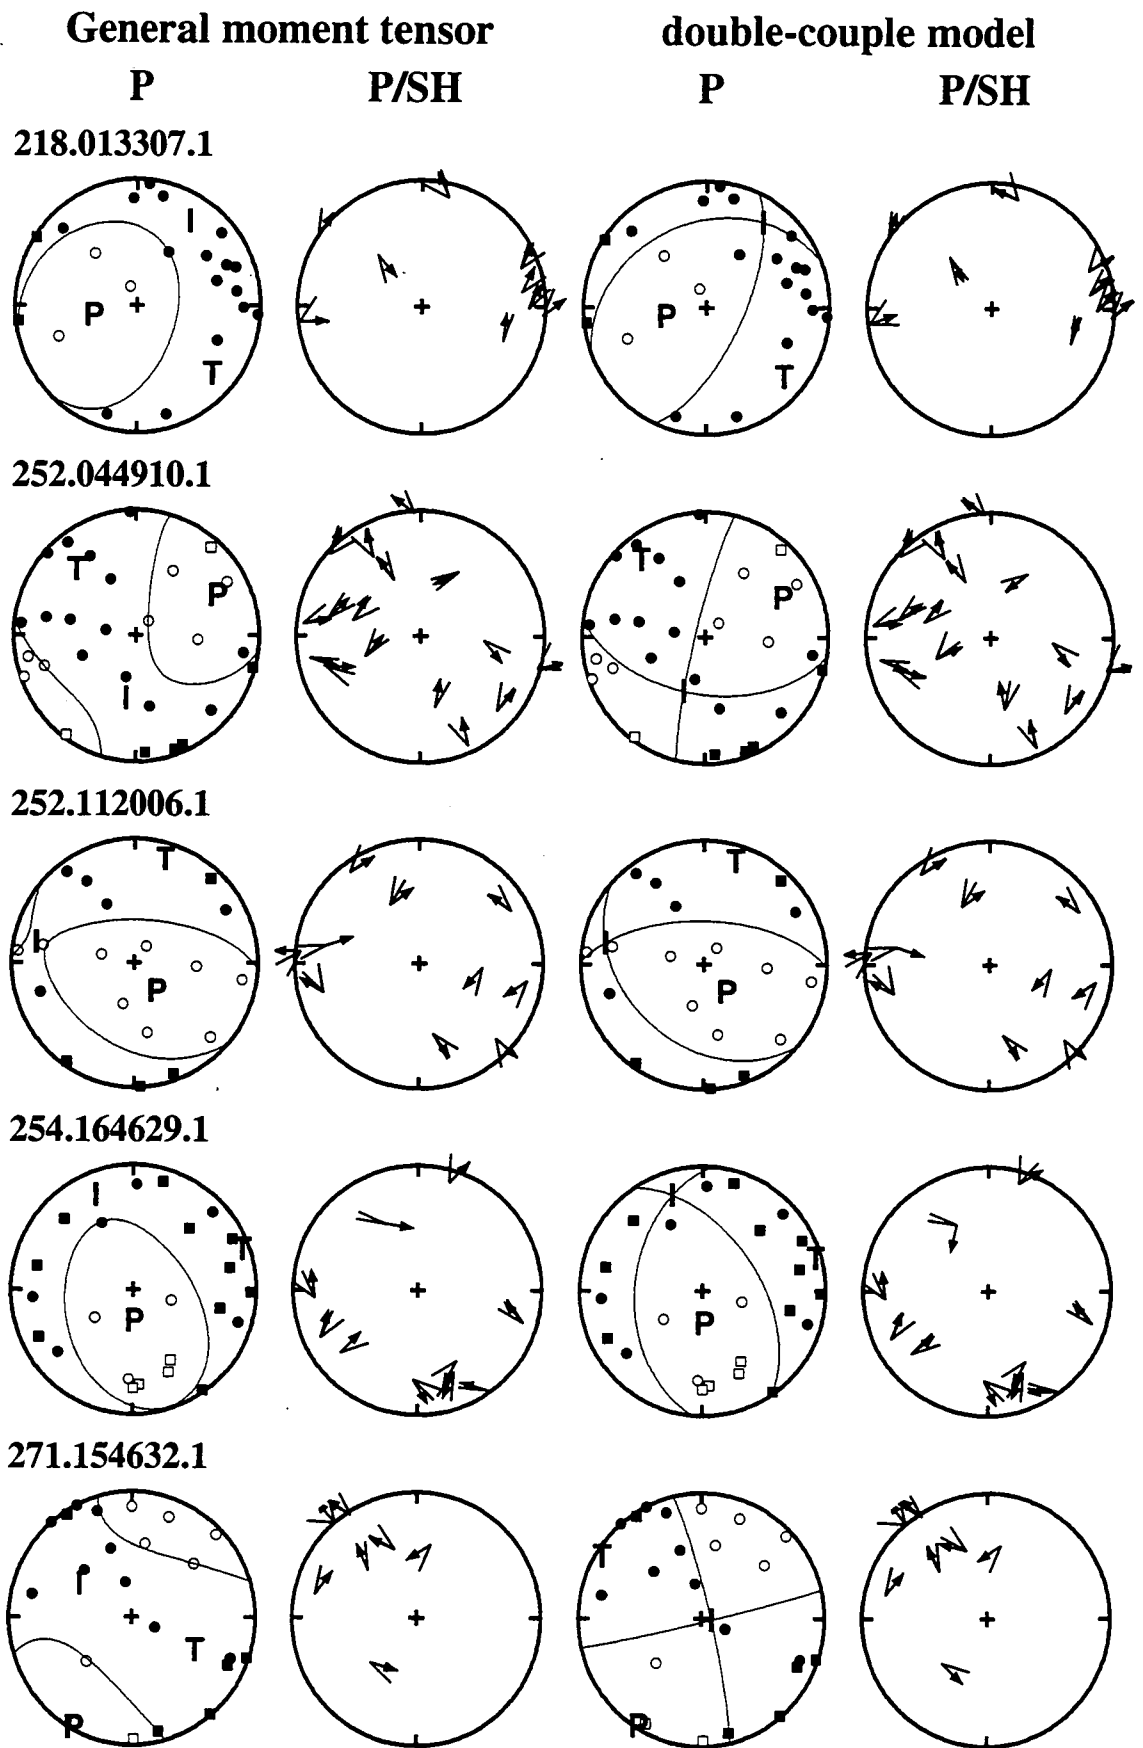 General moment tensor double-couple model
P P/SH P P/SH
218.013307.1
I I
P P
T T
252.044910.1
T T
P P
I I
252.112006.1
T T
I I
P P
254.164629.1
I I
T T
P P
271.154632.1
T
I I
T
P P